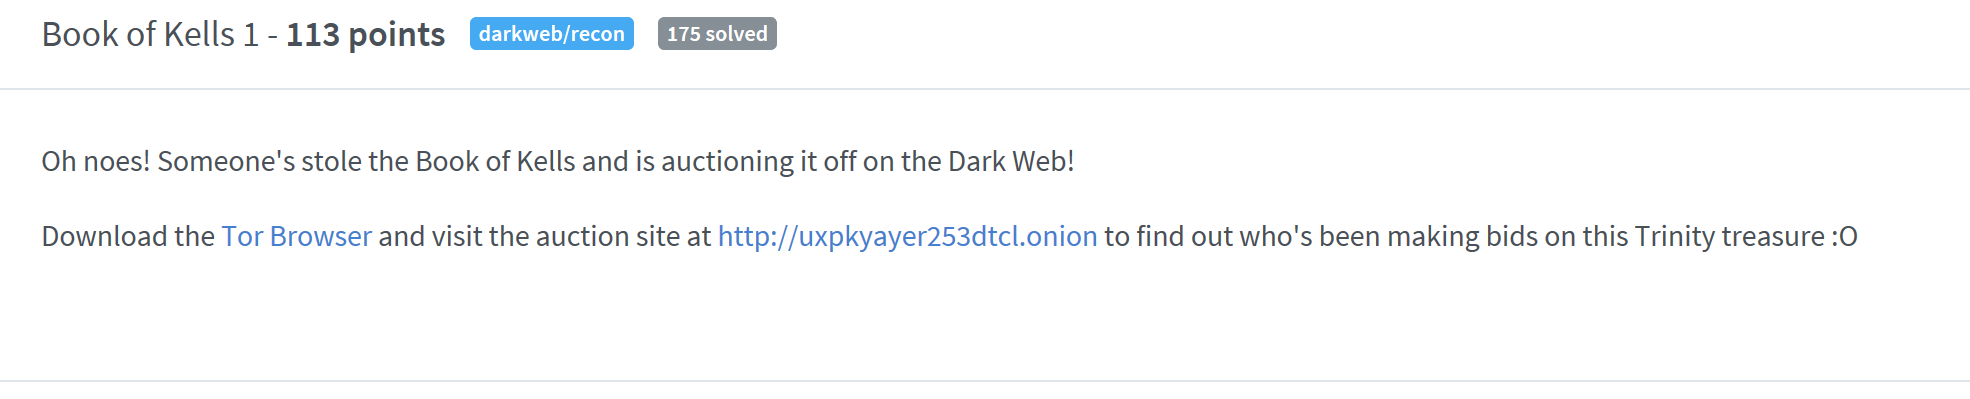 Book of Kells 1 - 113 points darkweb/recon 175 solved
Oh noes! Someone's stole the Book of Kells and is auctioning it off on the Dark Web!
Download the Tor Browser and visit the auction site at http://uxpkyayer253dtcl.onion to find out who's been making bids on this Trinity treasure :O